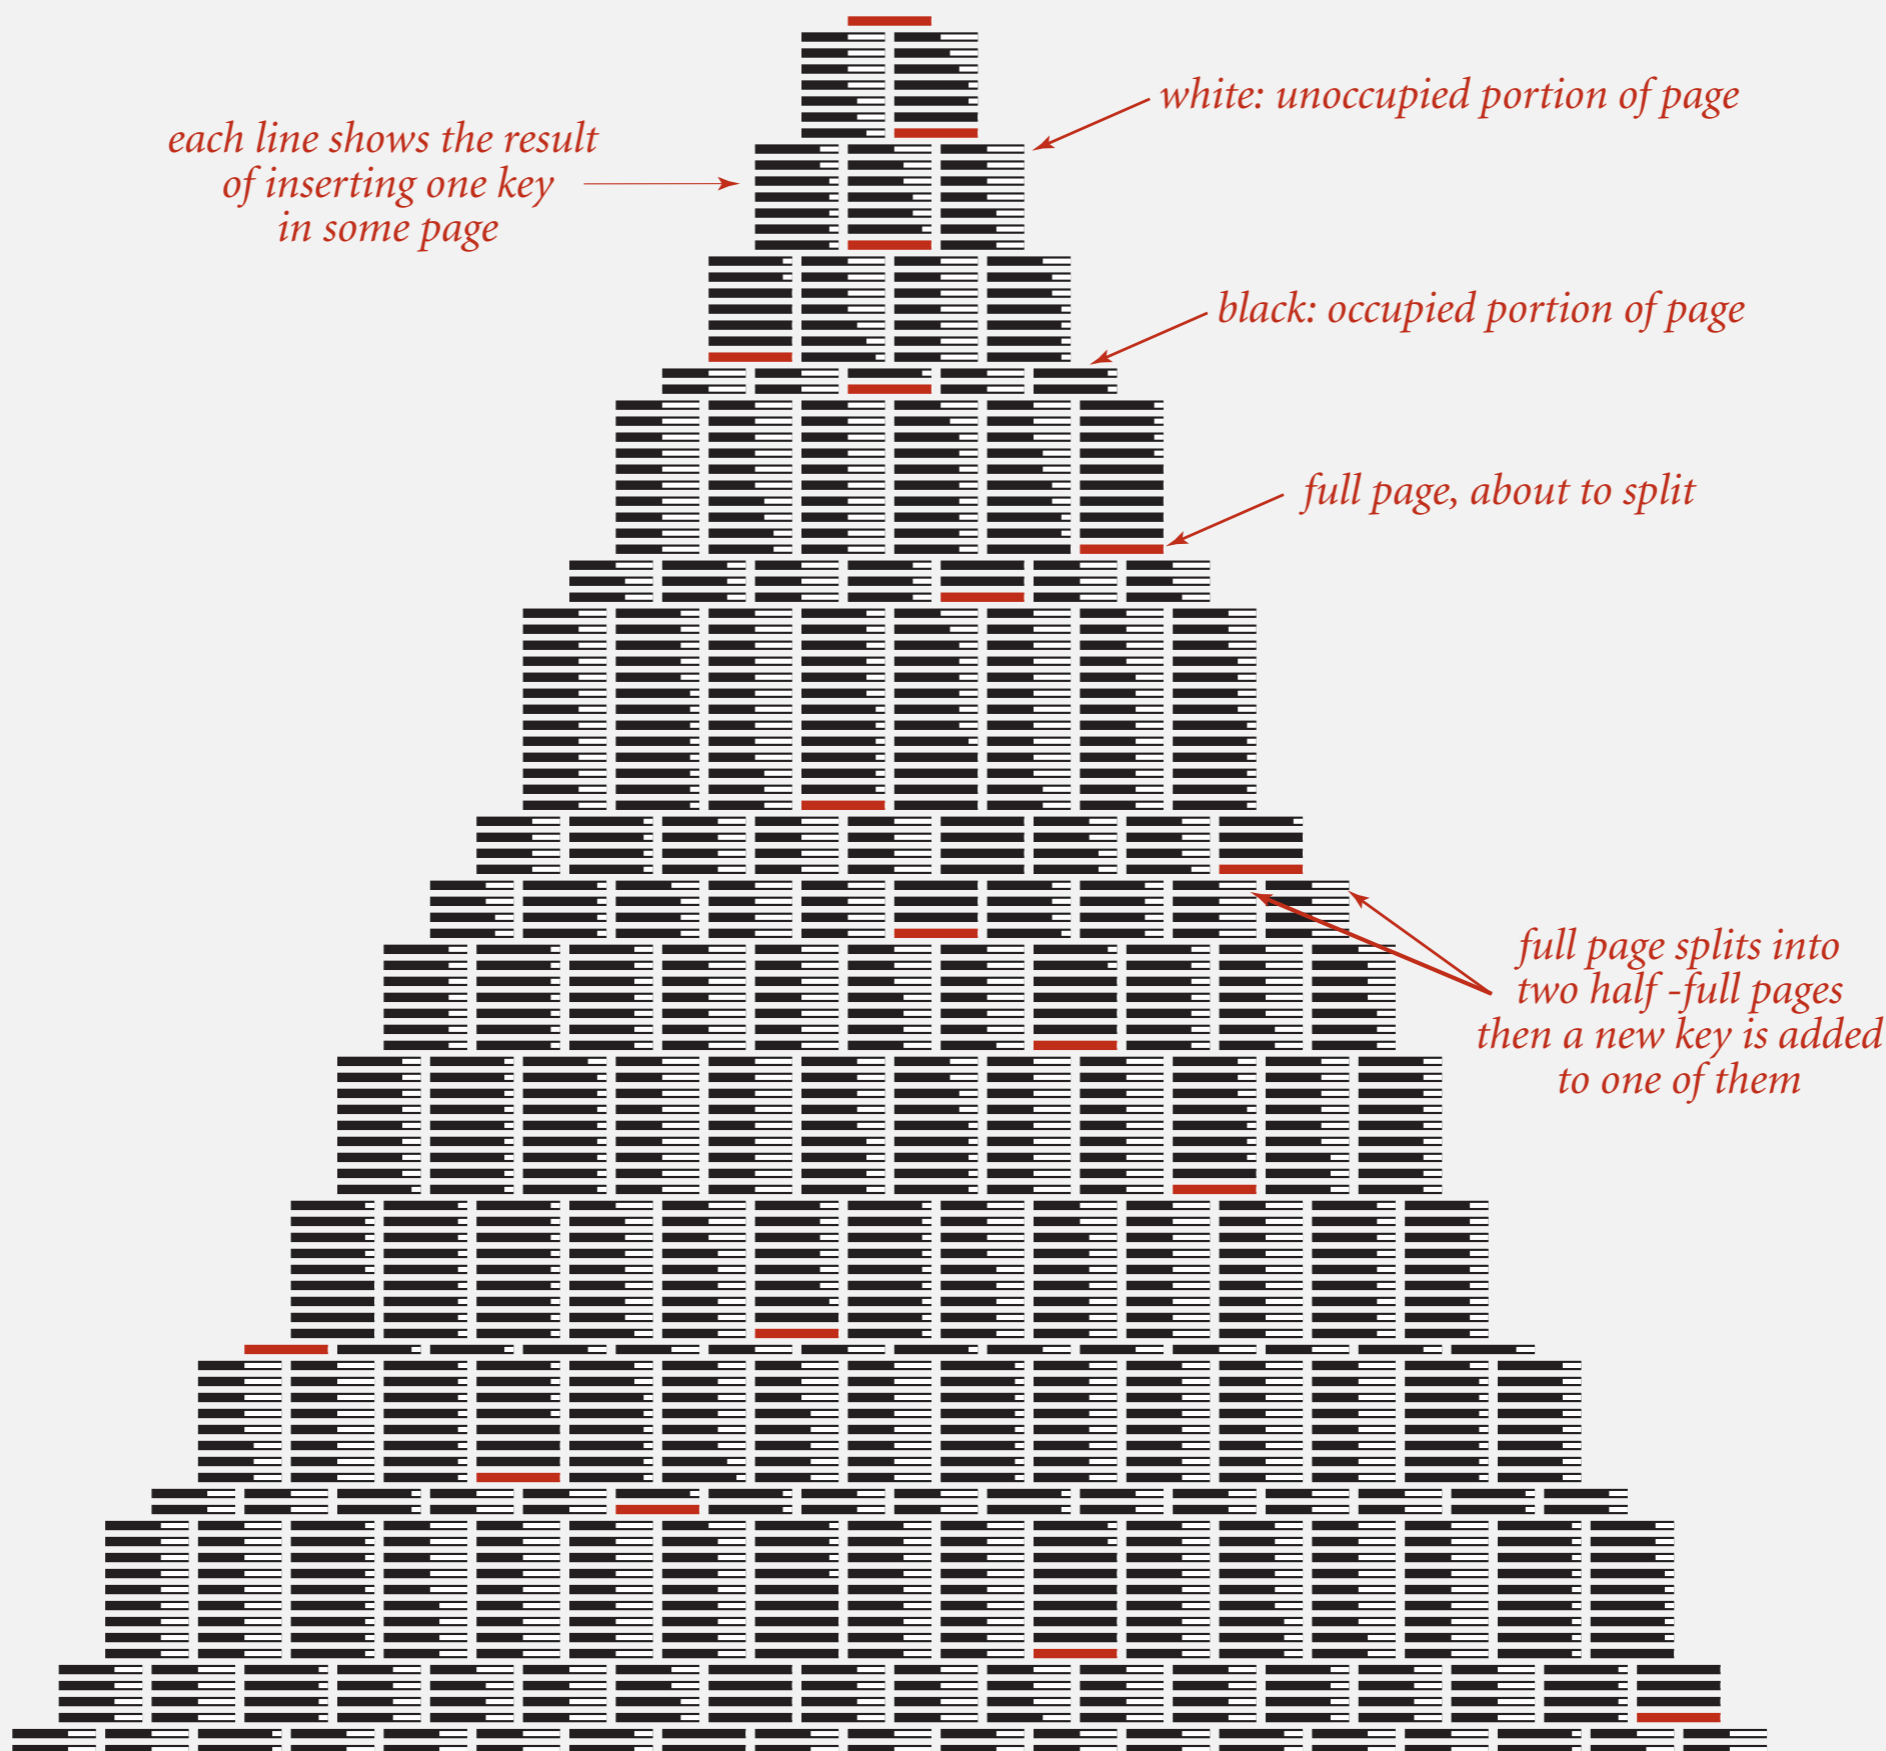 white: unoccupied portion of page
each line shows the result
of inserting one key
in some page
black: occupied portion of page
full page, about to split
full page splits into
two half -full pages
then a new key is added
to one of them